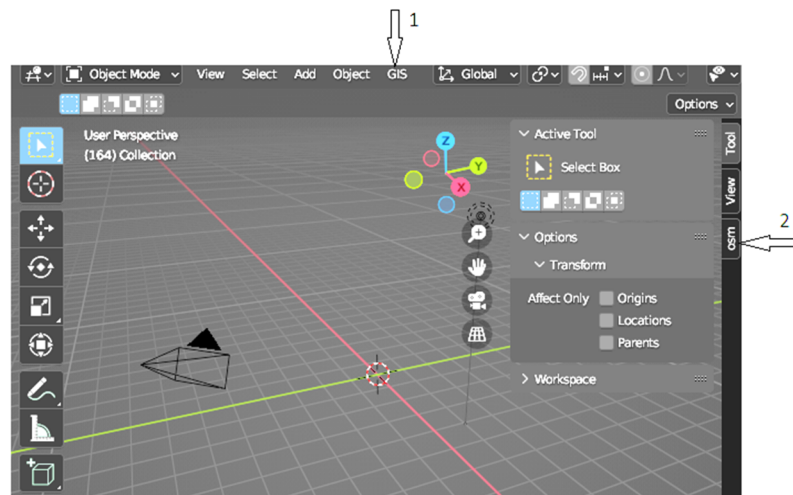 1
Object Mode View Select Add Object GIS Global
Options
User Perspective
(164) Collection
Z
Y
X
Active Tool
Select Box
Tool
View
osm
2
Options
Transform
Affect Only Origins
Locations
Parents
Workspace